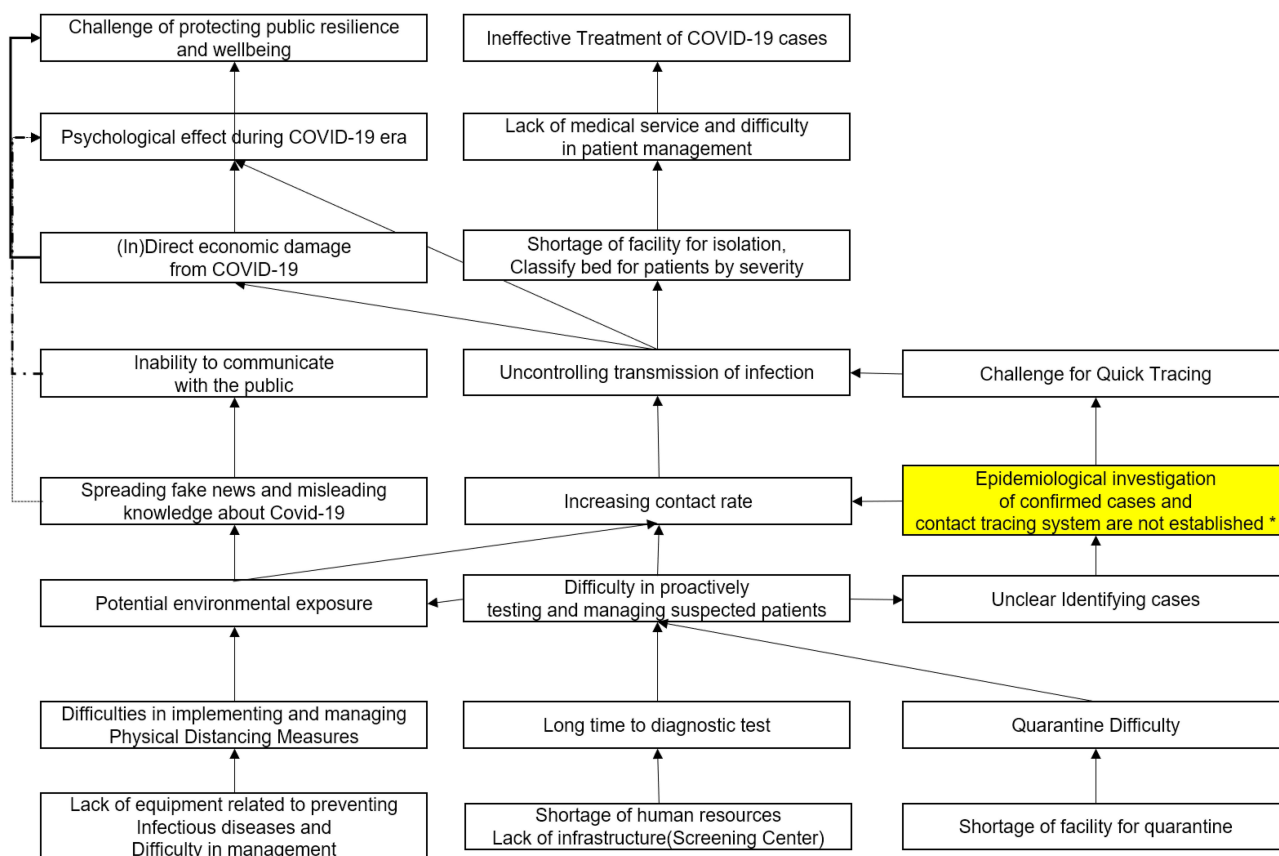 Challenge of protecting public resilience
and wellbeing
Ineffective Treatment of COVID-19 cases
Psychological effect during COVID-19 era
Lack of medical service and difficulty
in patient management
(In)Direct economic damage
from COVID-19
Shortage of facility for isolation,
Classify bed for patients by severity
Inability to communicate
with the public
Uncontrolling transmission of infection
Challenge for Quick Tracing
Spreading fake news and misleading
knowledge about Covid-19
Increasing contact rate
Epidemiological investigation
of confirmed cases and
contact tracing system are not established *
Potential environmental exposure
Difficulty in proactively
testing and managing suspected patients
Unclear Identifying cases
Difficulties in implementing and managing
Physical Distancing Measures
Long time to diagnostic test
Quarantine Difficulty
Lack of equipment related to preventing
Infectious diseases and
Difficulty in management
Shortage of human resources
Lack of infrastructure(Screening Center)
Shortage of facility for quarantine